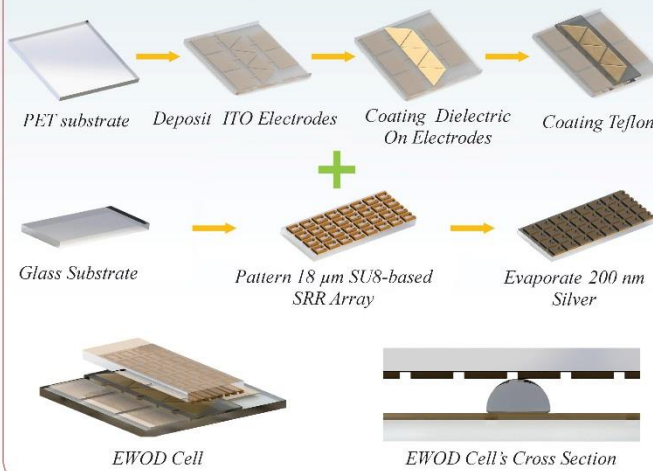 PET substrate
Deposit ITO Electrodes
Coating Dielectric
On Electrodes
Coating Teflon
Glass Substrate
Pattern 18 µm SU8-based
SRR Array
Evaporate 200 nm
Silver
EWOD Cell
EWOD Cell's Cross Section